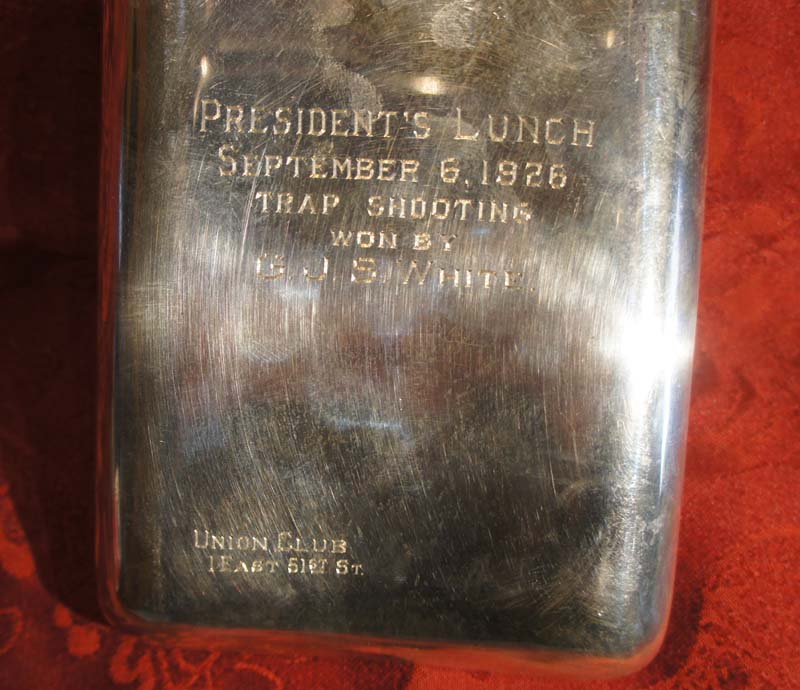 PRESIDENT'S LUNCH
SEPTEMBER 6, 1926
TRAP SHOOTING
WON BY
G. J. S. WHITE.
UNION CLUB
1 EAST 51ST ST.